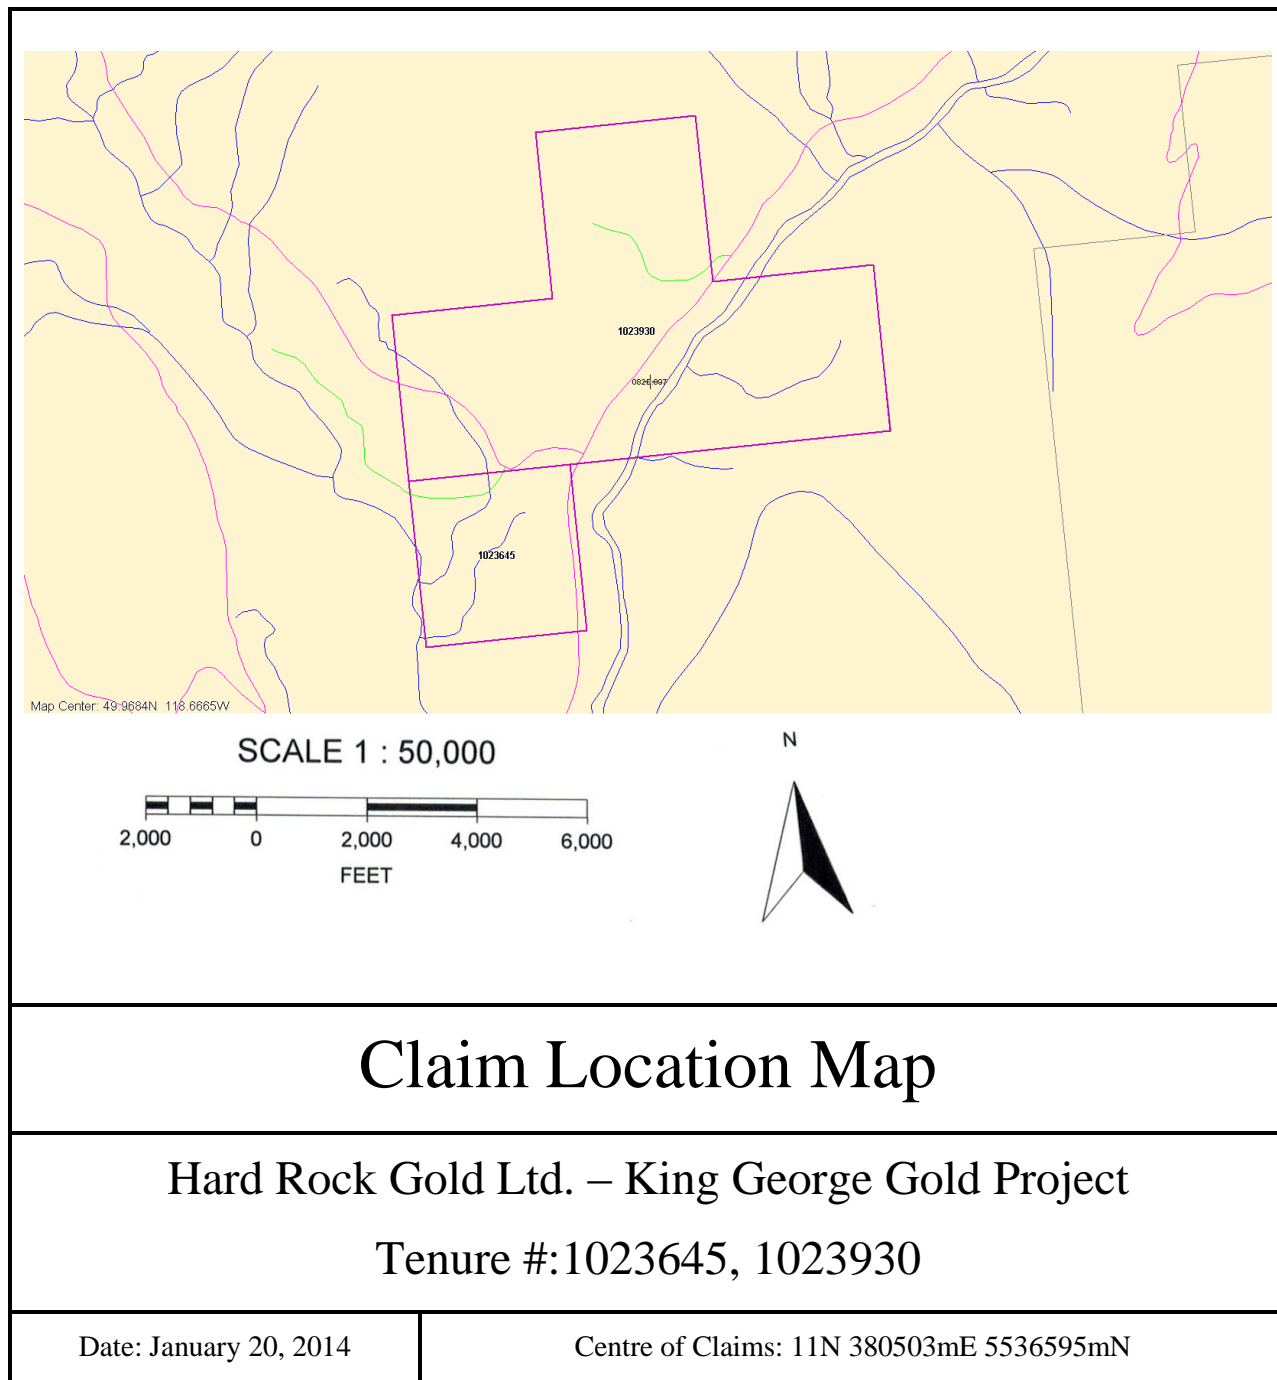 1023930
082E.097
1023645
Map Center: 49.9684N 118.6665W
SCALE 1 : 50,000
N
2,000 0 2,000 4,000 6,000
FEET
Claim Location Map
Hard Rock Gold Ltd. – King George Gold Project
Tenure #:1023645, 1023930
Date: January 20, 2014
Centre of Claims: 11N 380503mE 5536595mN